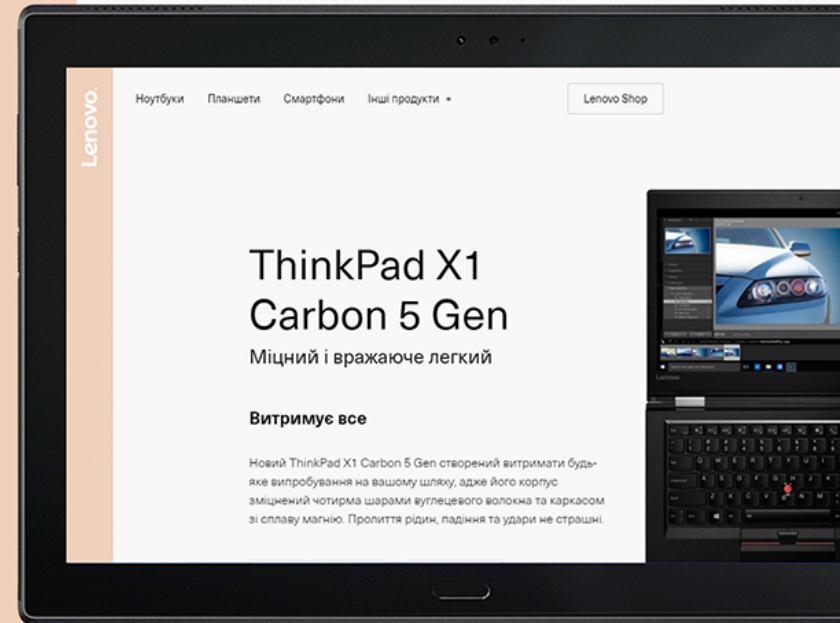 Lenovo
Ноутбуки Планшети Смартфони Інші продукти + Lenovo Shop
ThinkPad X1
Carbon 5 Gen
Міцний і вражаюче легкий
Витримує все
Новий ThinkPad X1 Carbon 5 Gen створений витримати будь-
яке випробування на вашому шляху, адже його корпус
зміцнений чотирма шарами вуглецевого волокна та каркасом
зі сплаву магнію. Пролиття рідин, падіння та удари не страшні.
Lenovo